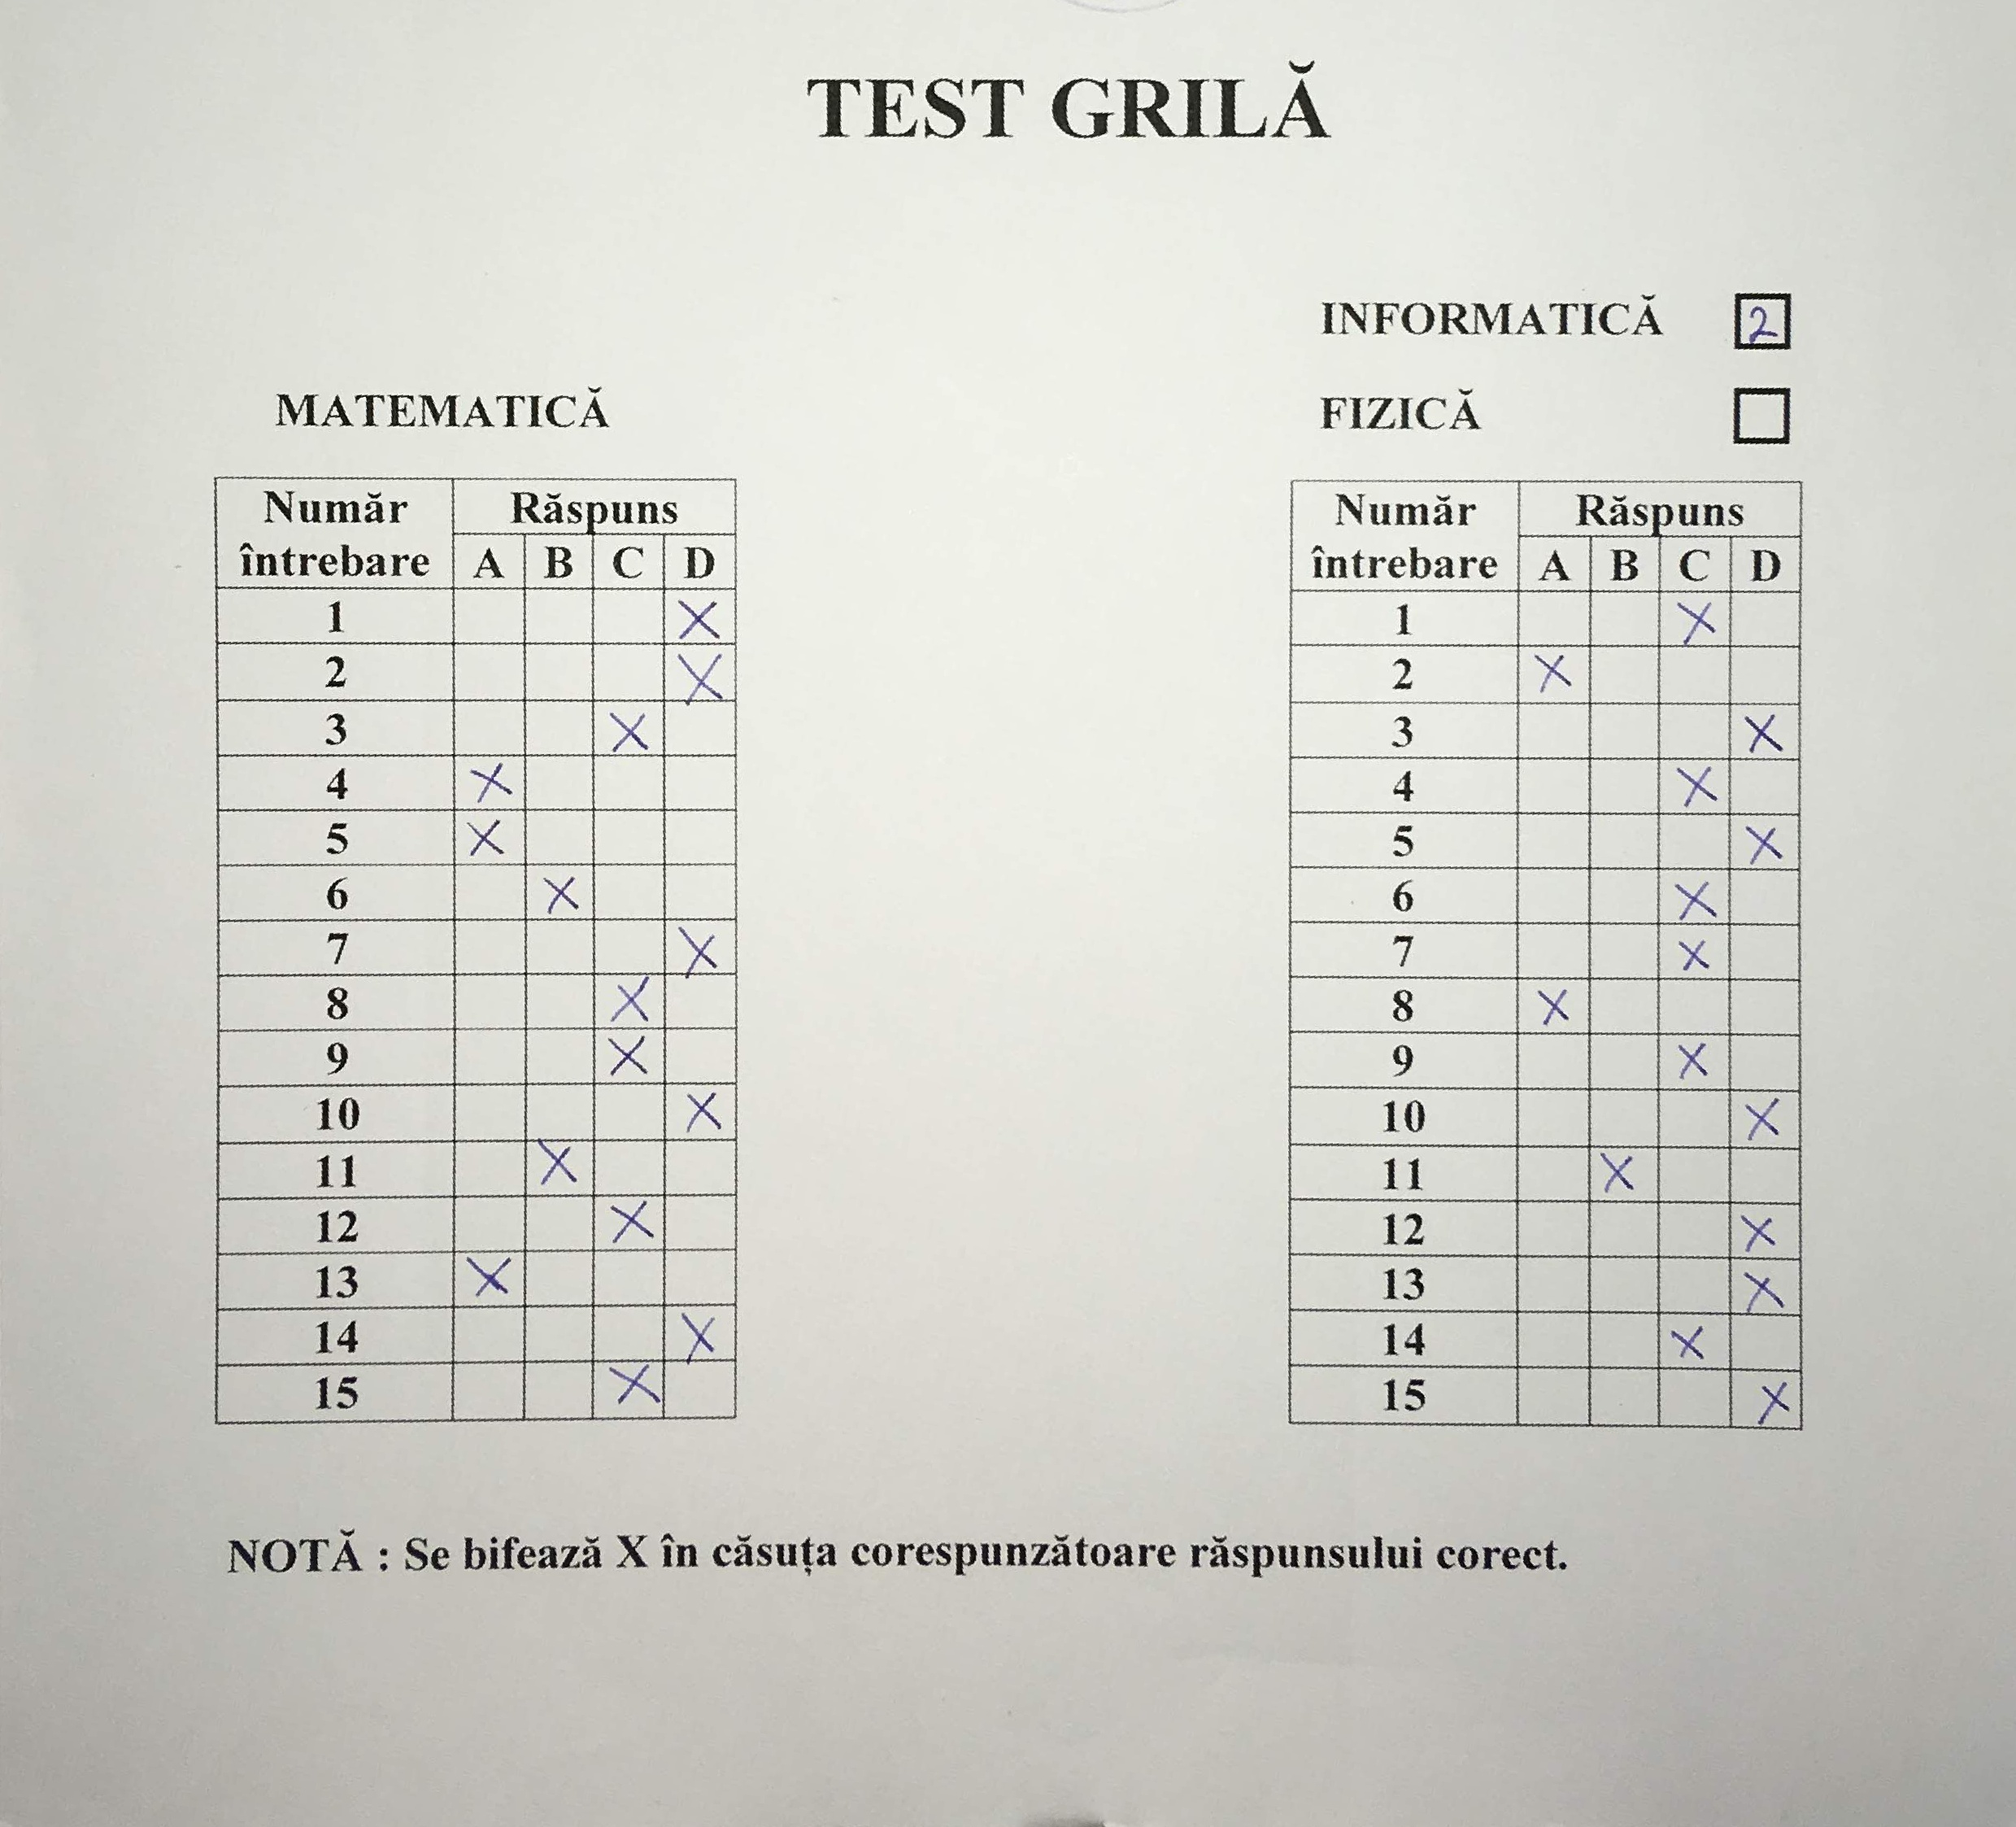 TEST GRILĂ
INFORMATICĂ 2
MATEMATICĂ
FIZICĂ
Număr întrebare Răspuns
A B C D
1 X
2 X
3 X
4 X
5 X
6 X
7 X
8 X
9 X
10 X
11 X
12 X
13 X
14 X
15 X
Număr întrebare Răspuns
A B C D
1 X
2 X
3 X
4 X
5 X
6 X
7 X
8 X
9 X
10 X
11 X
12 X
13 X
14 X
15 X
NOTĂ : Se bifează X în căsuța corespunzătoare răspunsului corect.